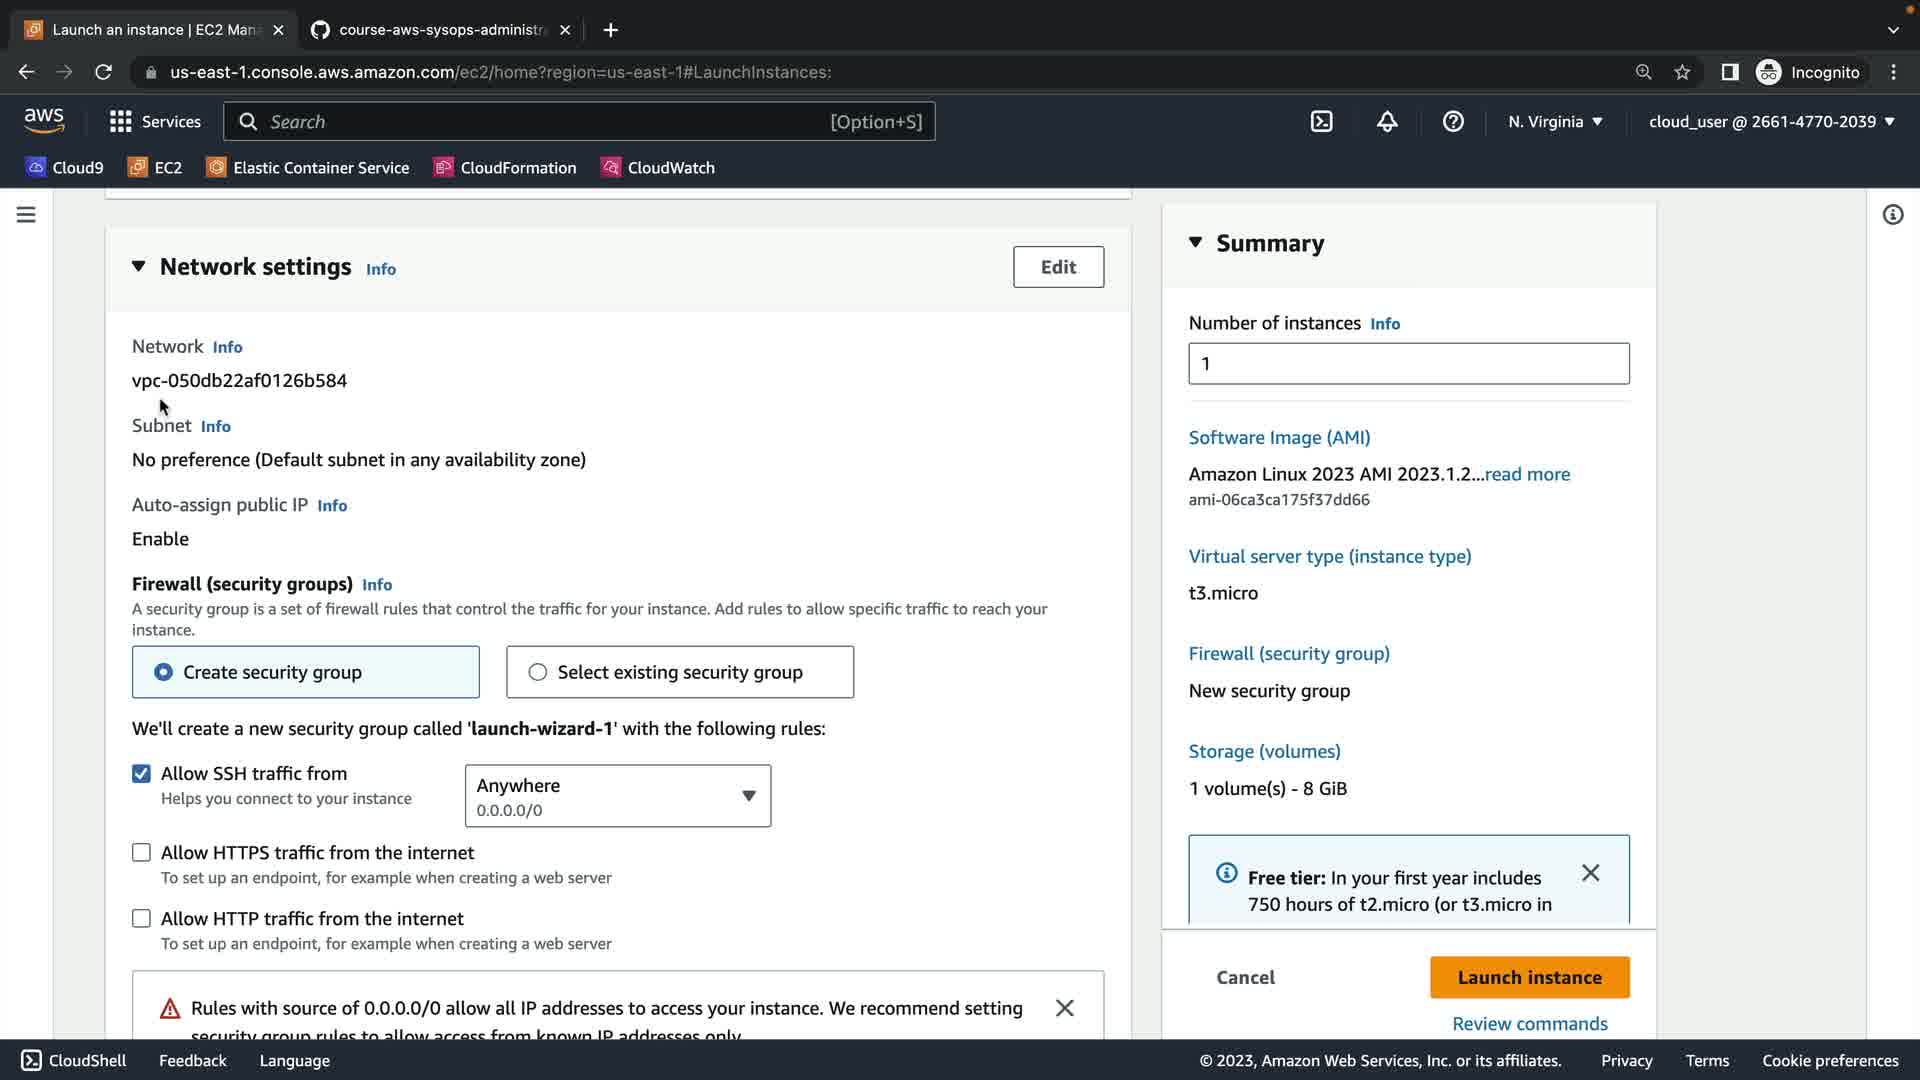 Launch an instance | EC2 Mana
course-aws-sysops-administra
us-east-1.console.aws.amazon.com/ec2/home?region=us-east-1#LaunchInstances:
Incognito
aws
Services
Search
[Option+S]
N. Virginia
cloud_user @ 2661-4770-2039
Cloud9
EC2
Elastic Container Service
CloudFormation
CloudWatch
Network settings Info
Edit
Network Info
vpc-050db22af0126b584
Subnet Info
No preference (Default subnet in any availability zone)
Auto-assign public IP Info
Enable
Firewall (security groups) Info
A security group is a set of firewall rules that control the traffic for your instance. Add rules to allow specific traffic to reach your
instance.
Create security group
Select existing security group
We'll create a new security group called 'launch-wizard-1' with the following rules:
Allow SSH traffic from
Helps you connect to your instance
Anywhere
0.0.0.0/0
Allow HTTPS traffic from the internet
To set up an endpoint, for example when creating a web server
Allow HTTP traffic from the internet
To set up an endpoint, for example when creating a web server
Rules with source of 0.0.0.0/0 allow all IP addresses to access your instance. We recommend setting
security group rules to allow access from known IP addresses only.
Summary
Number of instances Info
1
Software Image (AMI)
Amazon Linux 2023 AMI 2023.1.2...read more
ami-06ca3ca175f37dd66
Virtual server type (instance type)
t3.micro
Firewall (security group)
New security group
Storage (volumes)
1 volume(s) - 8 GiB
Free tier: In your first year includes
750 hours of t2.micro (or t3.micro in
Cancel
Launch instance
Review commands
CloudShell
Feedback
Language
© 2023, Amazon Web Services, Inc. or its affiliates.
Privacy
Terms
Cookie preferences